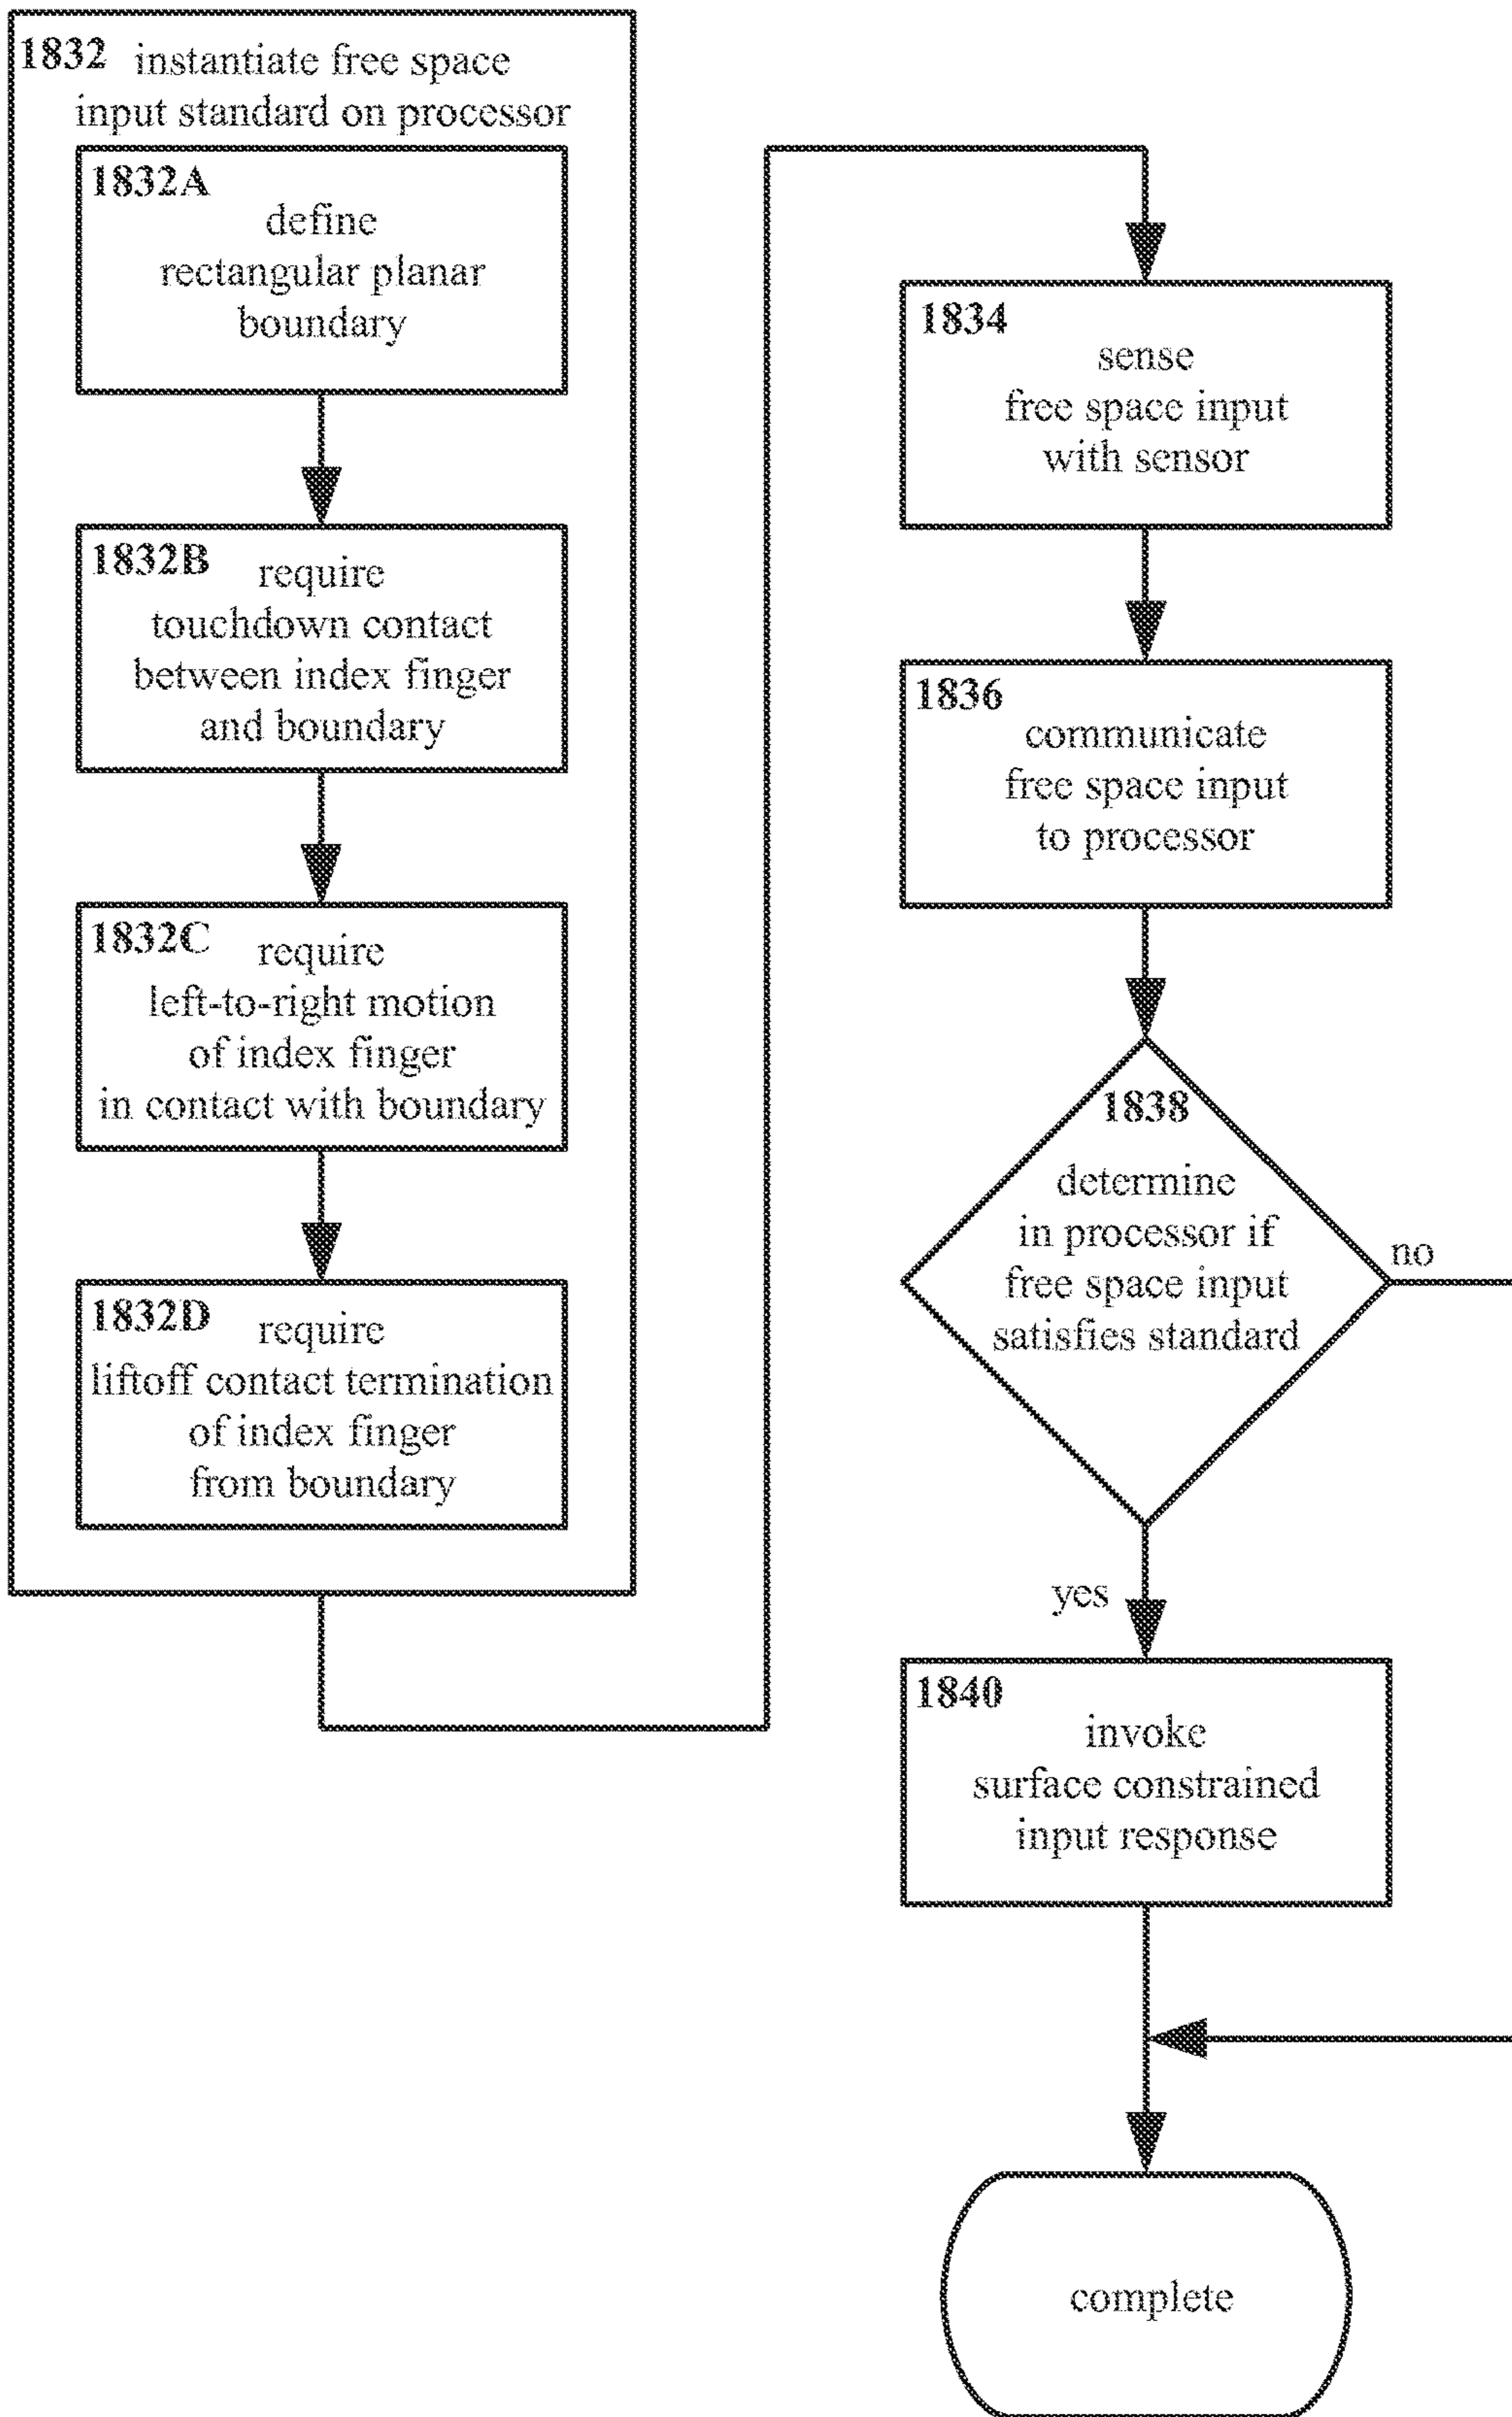 1832 instantiate free space
input standard on processor
1832A
define
rectangular planar
boundary
1832B require
touchdown contact
between index finger
and boundary
1832C require
left-to-right motion
of index finger
in contact with boundary
1832D require
liftoff contact termination
of index finger
from boundary
1834
sense
free space input
with sensor
1836
communicate
free space input
to processor
1838
determine
in processor if
free space input
satisfies standard
no
yes
1840
invoke
surface constrained
input response
complete